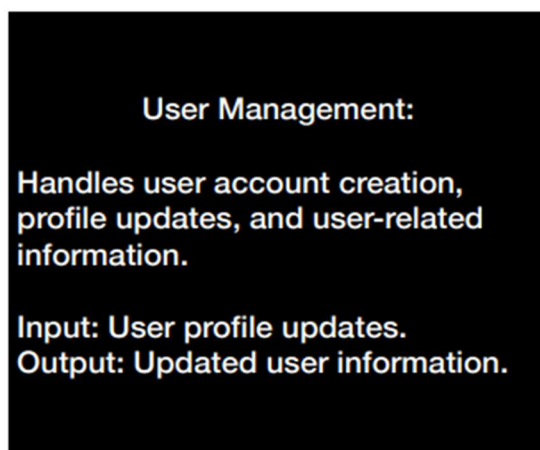 User Management:
Handles user account creation,
profile updates, and user-related
information.
Input: User profile updates.
Output: Updated user information.